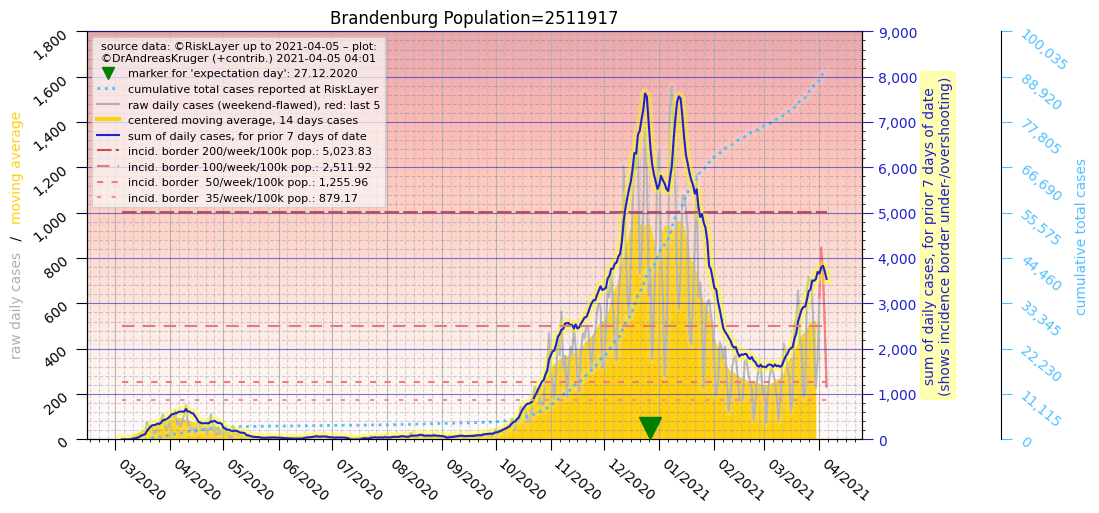 Brandenburg Population=2511917
source data: ©RiskLayer up to 2021-04-05 – plot:
©DrAndreasKruger (+contrib.) 2021-04-05 04:01
marker for 'expectation day': 27.12.2020
cumulative total cases reported at RiskLayer
raw daily cases (weekend-flawed), red: last 5
centered moving average, 14 days cases
sum of daily cases, for prior 7 days of date
incid. border 200/week/100k pop.: 5,023.83
incid. border 100/week/100k pop.: 2,511.92
incid. border  50/week/100k pop.: 1,255.96
incid. border  35/week/100k pop.: 879.17
raw daily cases / moving average
1,800
1,600
1,400
1,200
1,000
800
600
400
200
0
03/2020
04/2020
05/2020
06/2020
07/2020
08/2020
09/2020
10/2020
11/2020
12/2020
01/2021
02/2021
03/2021
04/2021
9,000
8,000
7,000
6,000
5,000
4,000
3,000
2,000
1,000
0
sum of daily cases, for prior 7 days of date
(shows incidence border under-/overshooting)
100,035
88,920
77,805
66,690
55,575
44,460
33,345
22,230
11,115
0
cumulative total cases